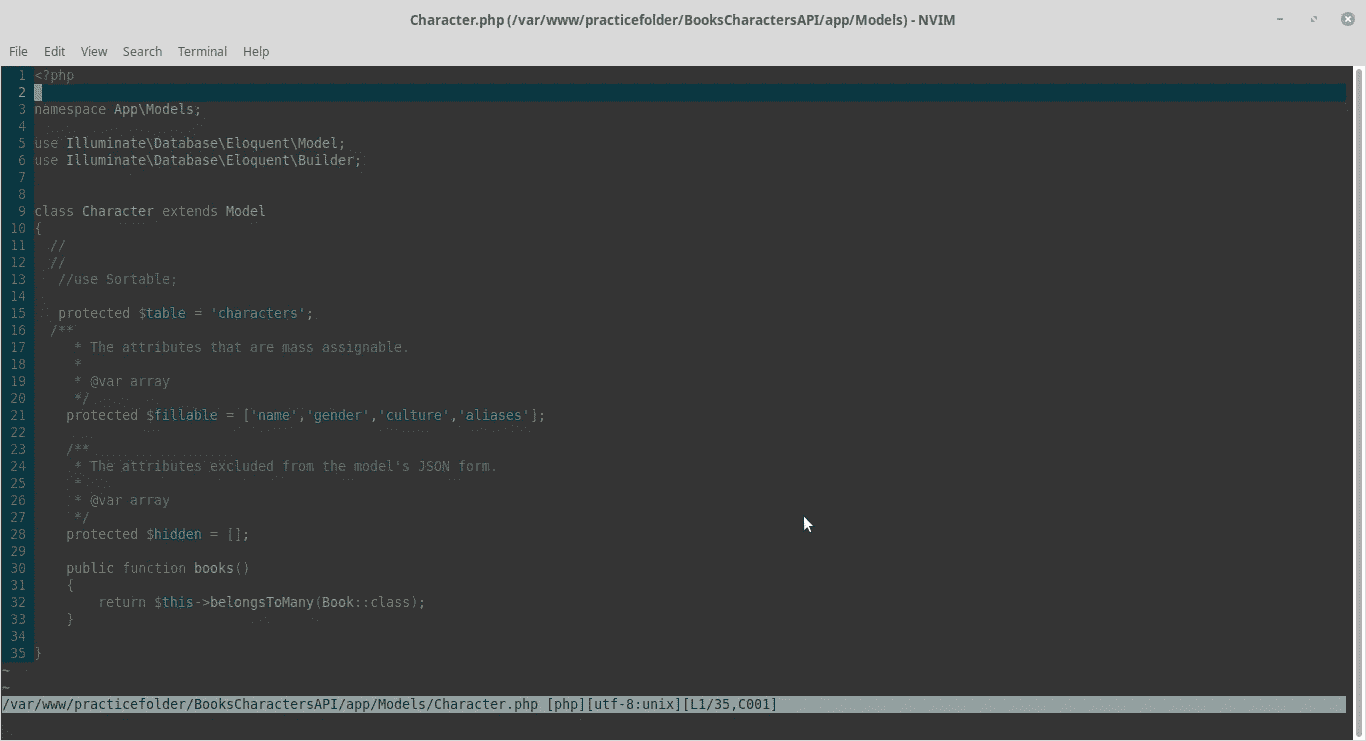 Character.php (/var/www/practicefolder/BooksCharactersAPI/app/Models) - NVIM
File Edit View Search Terminal Help
1 <?php
2
3 namespace App\Models;
4
5 use Illuminate\Database\Eloquent\Model;
6 use Illuminate\Database\Eloquent\Builder;
7
8
9 class Character extends Model
10 {
11   //
12   //
13    //use Sortable;
14
15    protected $table = 'characters';
16   /**
17      * The attributes that are mass assignable.
18      *
19      * @var array
20      */
21     protected $fillable = ['name','gender','culture','aliases'];
22
23     /**
24      * The attributes excluded from the model's JSON form.
25      *
26      * @var array
27      */
28     protected $hidden = [];
29
30     public function books()
31     {
32         return $this->belongsToMany(Book::class);
33     }
34
35 }
~
~
/var/www/practicefolder/BooksCharactersAPI/app/Models/Character.php [php][utf-8:unix][L1/35,C001]